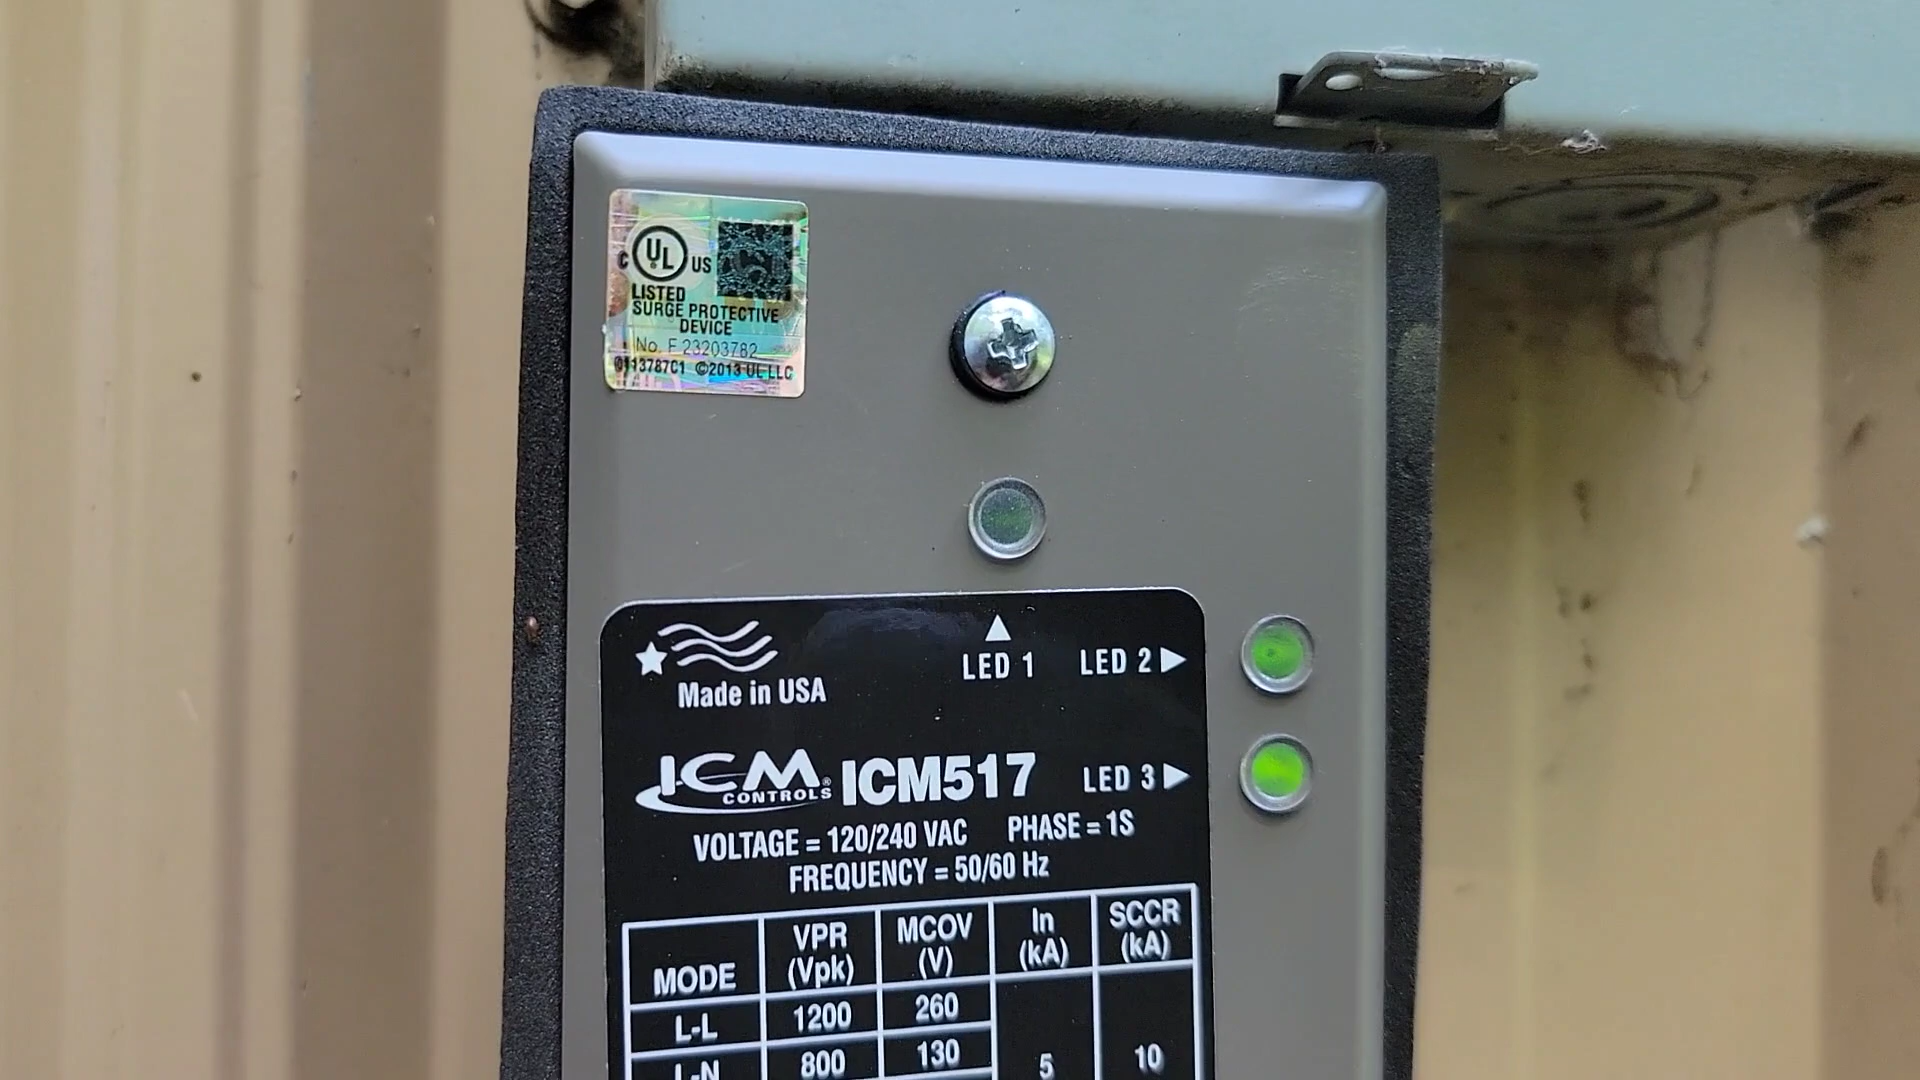 C UL US
LISTED
SURGE PROTECTIVE
DEVICE
No. F 23203782
0113787C1 ©2013 UL LLC
LED 1 LED 2
Made in USA
ICM® CONTROLS ICM517 LED 3
VOLTAGE = 120/240 VAC PHASE = 1S
FREQUENCY = 50/60 Hz
MODE VPR (Vpk) MCOV (V) In (kA) SCCR (kA)
L-L 1200 260
L-N 800 130 5 10